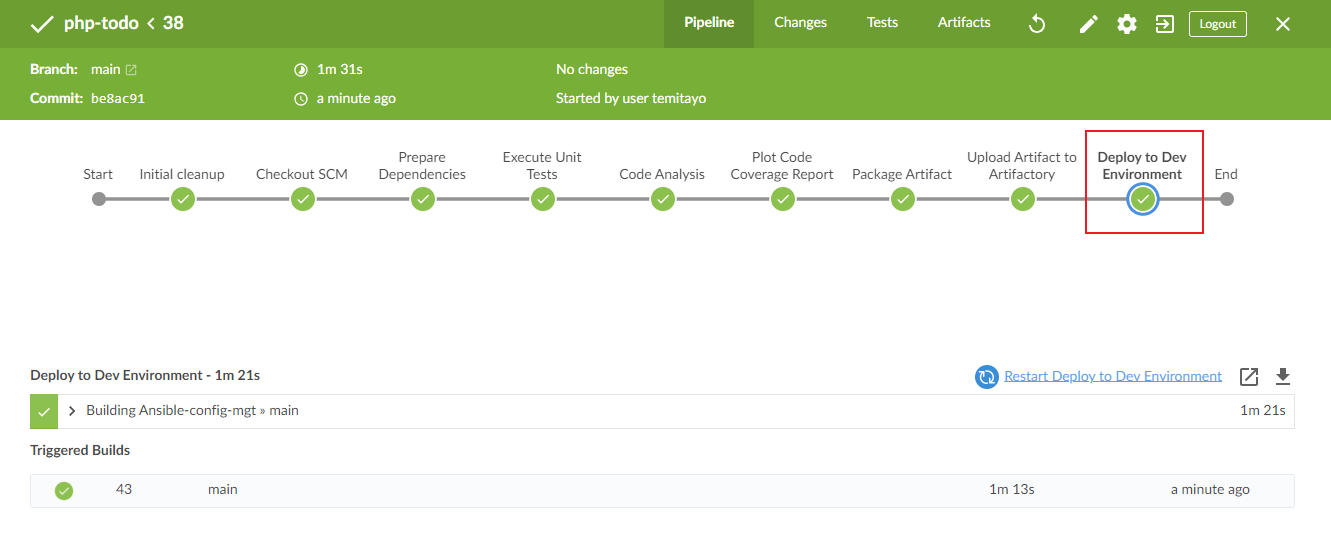 php-todo < 38
Pipeline
Changes
Tests
Artifacts
Logout
Branch: main
1m 31s
No changes
Commit: be8ac91
a minute ago
Started by user temitayo
Start
Initial cleanup
Checkout SCM
Prepare
Dependencies
Execute Unit
Tests
Code Analysis
Plot Code
Coverage Report
Package Artifact
Upload Artifact to
Artifactory
Deploy to Dev
Environment
End
Deploy to Dev Environment - 1m 21s
Restart Deploy to Dev Environment
Building Ansible-config-mgt » main
1m 21s
Triggered Builds
43
main
1m 13s
a minute ago